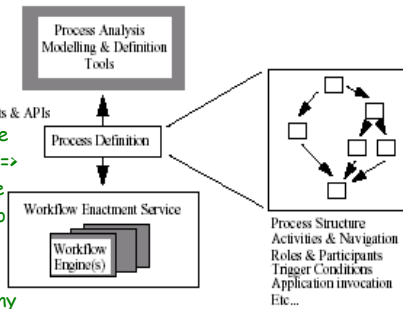 Process Analysis
Modelling & Definition
Tools
s & APIs
=>
Process Definition
Workflow Enactment Service
Workflow
Engine(s)
Process Structure
Activities & Navigation
Roles & Participants
Trigger Conditions
Application invocation
Etc...